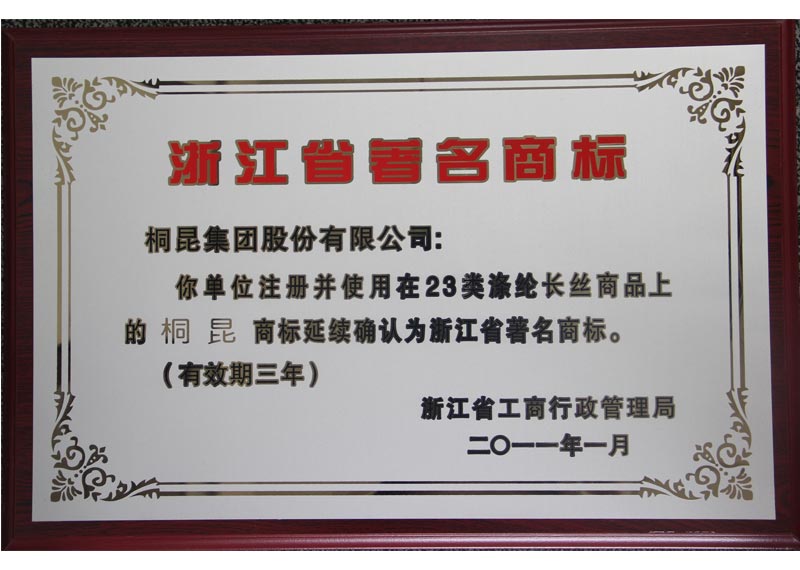 浙江省著名商标
桐昆集团股份有限公司:
你单位注册并使用在23类涤纶长丝商品上
的 桐昆 商标延续确认为浙江省著名商标。
(有效期三年)
浙江省工商行政管理局
二〇一一年一月